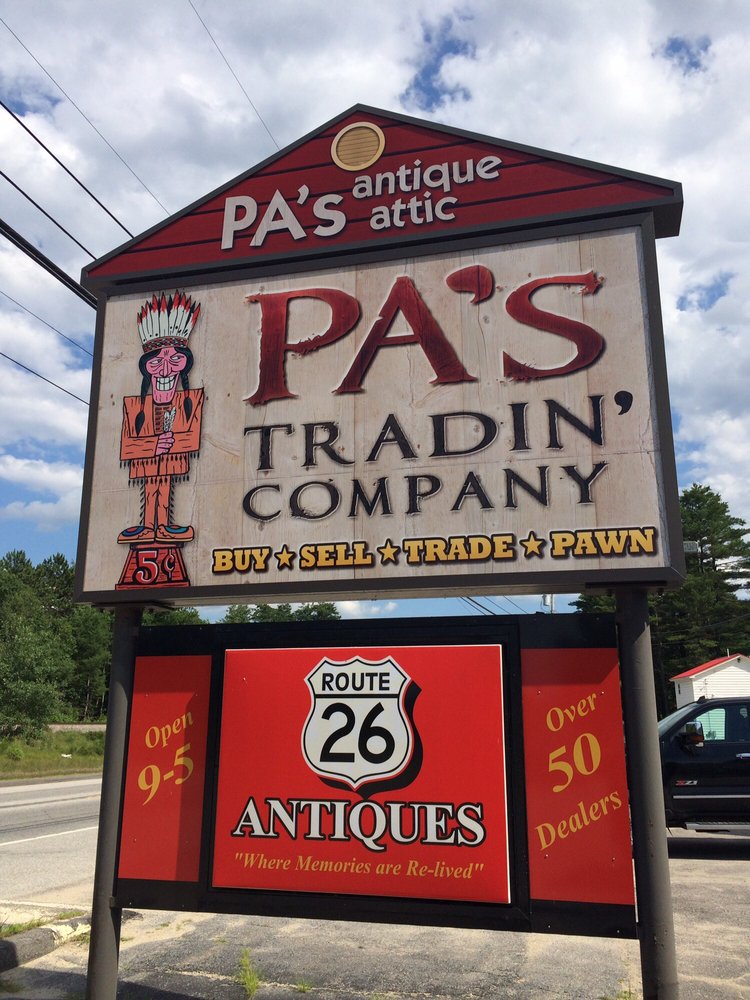 PA's antique
attic
PA'S
TRADIN'
COMPANY
5¢
BUY ★ SELL ★ TRADE ★ PAWN
Open
9-5
ROUTE
26
ANTIQUES
"Where Memories are Re-lived"
Over
50
Dealers
Z71